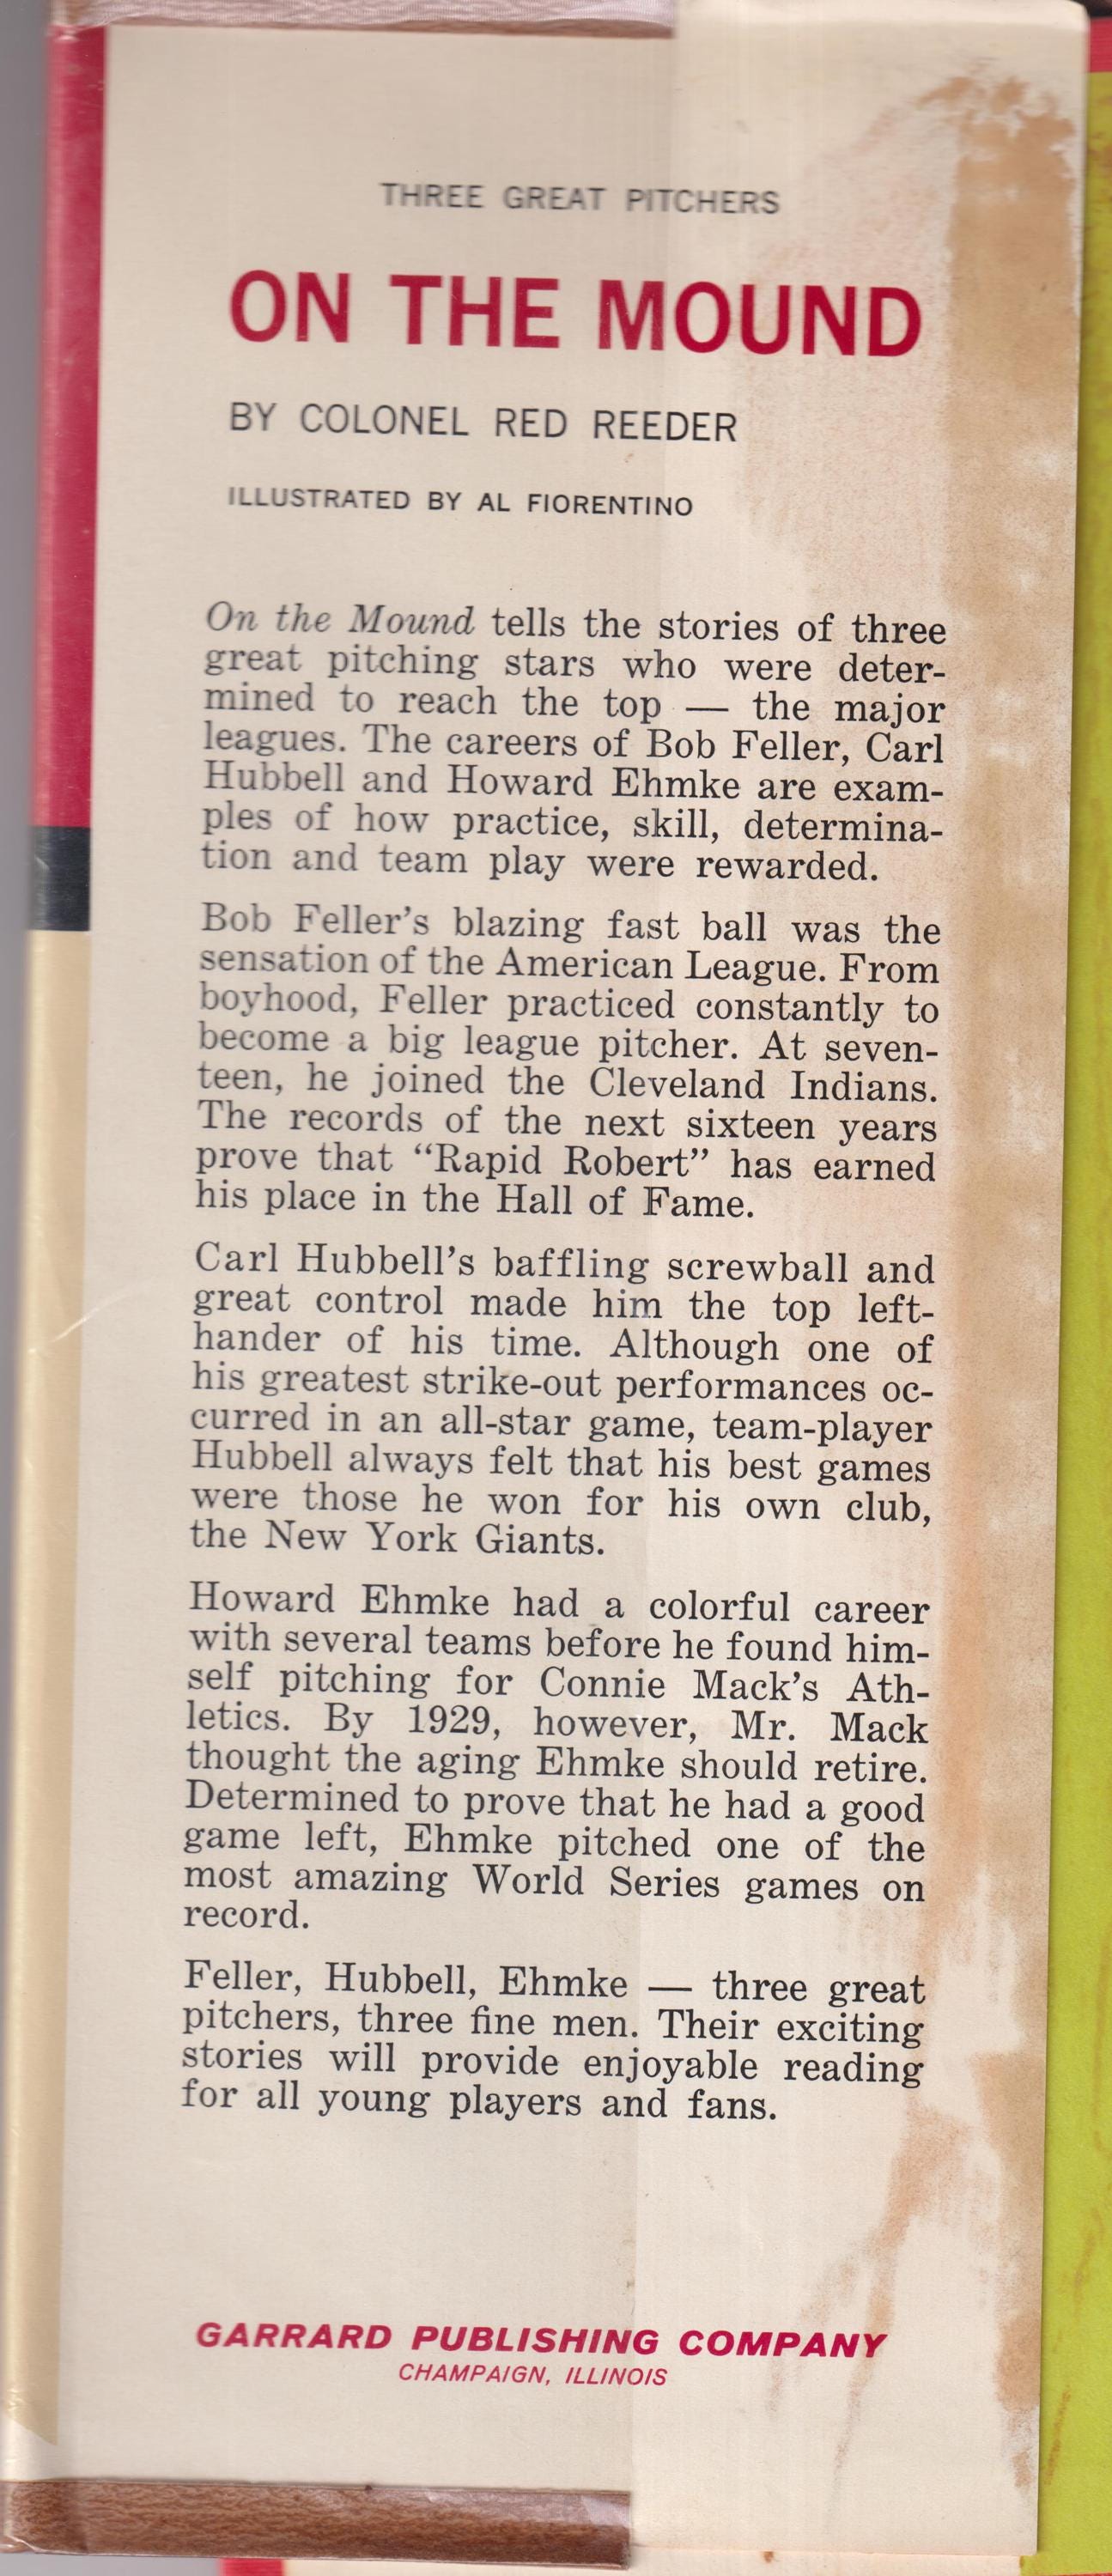 THREE GREAT PITCHERS
ON THE MOUND
BY COLONEL RED REEDER
ILLUSTRATED BY AL FIORENTINO
On the Mound tells the stories of three
great pitching stars who were deter-
mined to reach the top — the major
leagues. The careers of Bob Feller, Carl
Hubbell and Howard Ehmke are exam-
ples of how practice, skill, determina-
tion and team play were rewarded.
Bob Feller's blazing fast ball was the
sensation of the American League. From
boyhood, Feller practiced constantly to
become a big league pitcher. At seven-
teen, he joined the Cleveland Indians.
The records of the next sixteen years
prove that “Rapid Robert” has earned
his place in the Hall of Fame.
Carl Hubbell's baffling screwball and
great control made him the top left-
hander of his time. Although one of
his greatest strike-out performances oc-
curred in an all-star game, team-player
Hubbell always felt that his best games
were those he won for his own club,
the New York Giants.
Howard Ehmke had a colorful career
with several teams before he found him-
self pitching for Connie Mack's Ath-
letics. By 1929, however, Mr. Mack
thought the aging Ehmke should retire.
Determined to prove that he had a good
game left, Ehmke pitched one of the
most amazing World Series games on
record.
Feller, Hubbell, Ehmke — three great
pitchers, three fine men. Their exciting
stories will provide enjoyable reading
for all young players and fans.
GARRARD PUBLISHING COMPANY
CHAMPAIGN, ILLINOIS